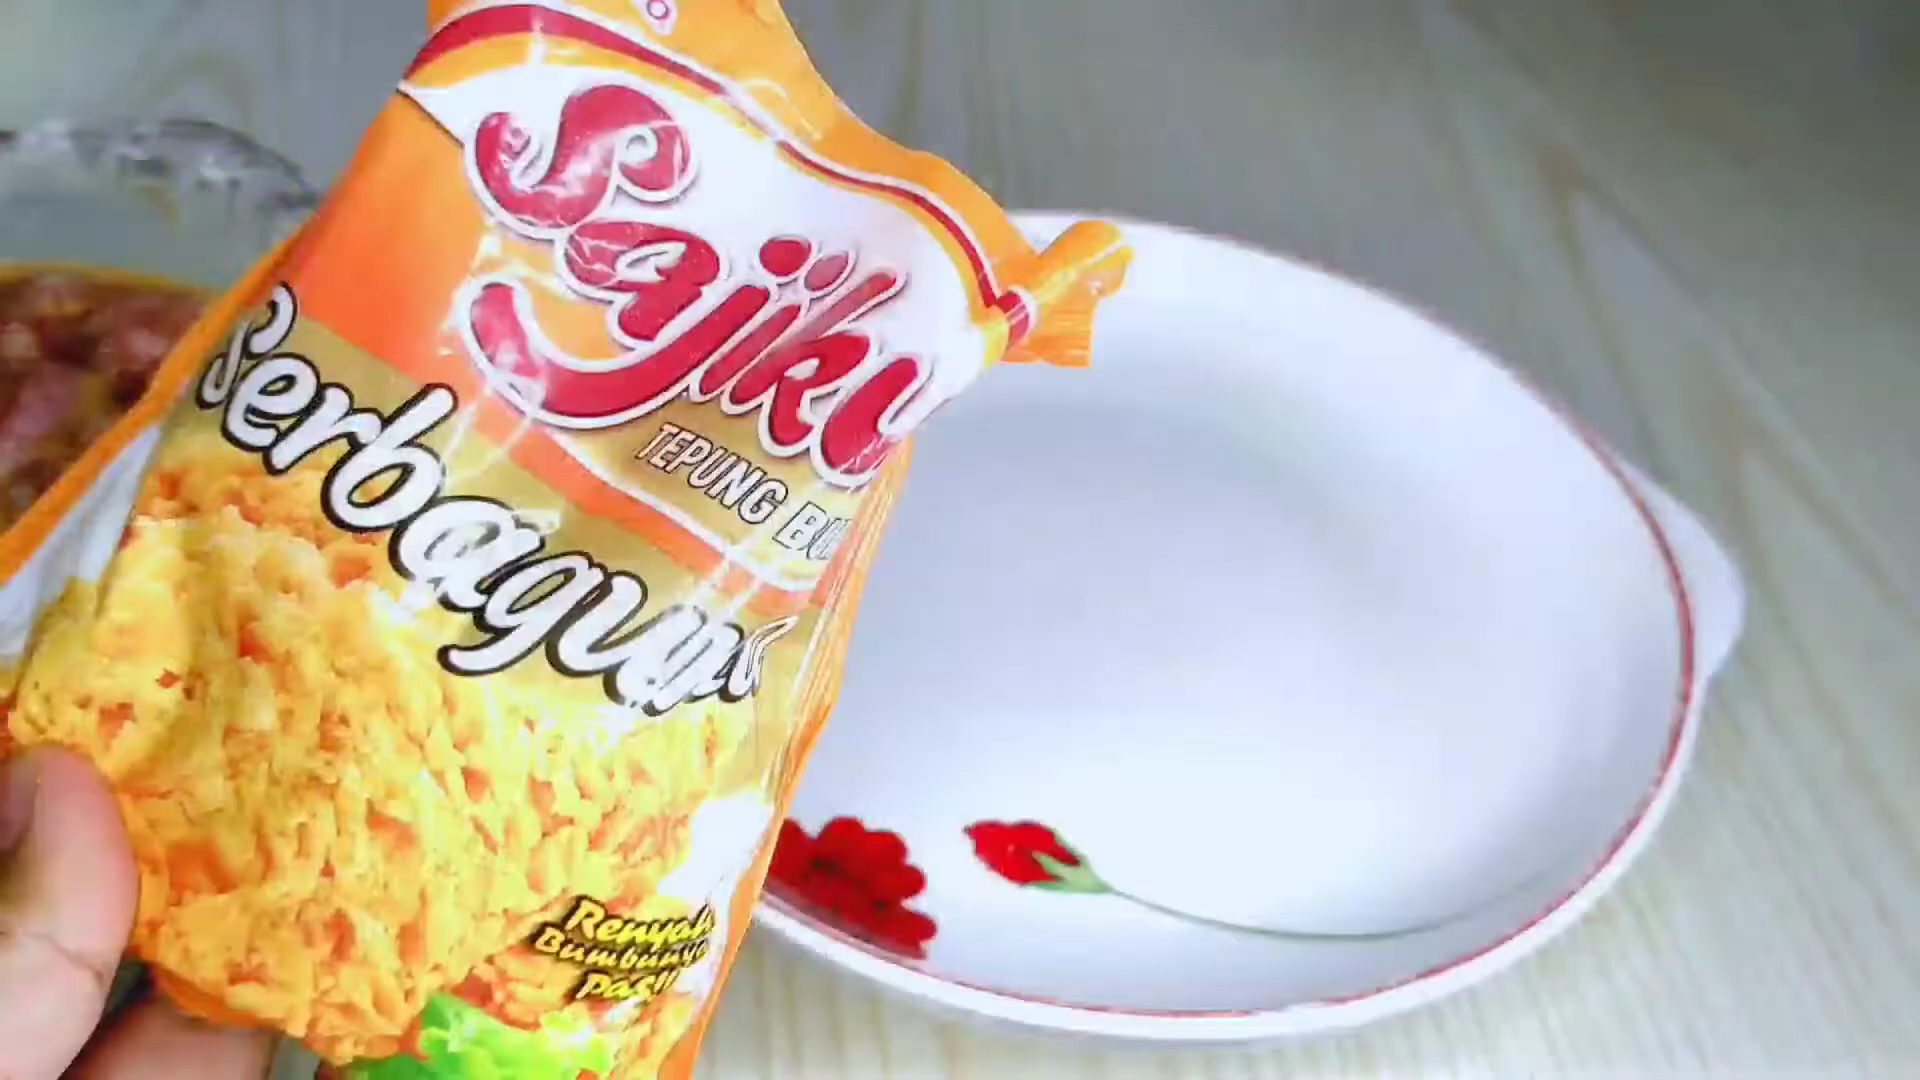 Sajiku
TEPUNG BU
Serbaguna
Renyah
Bumbunya
Pas!!